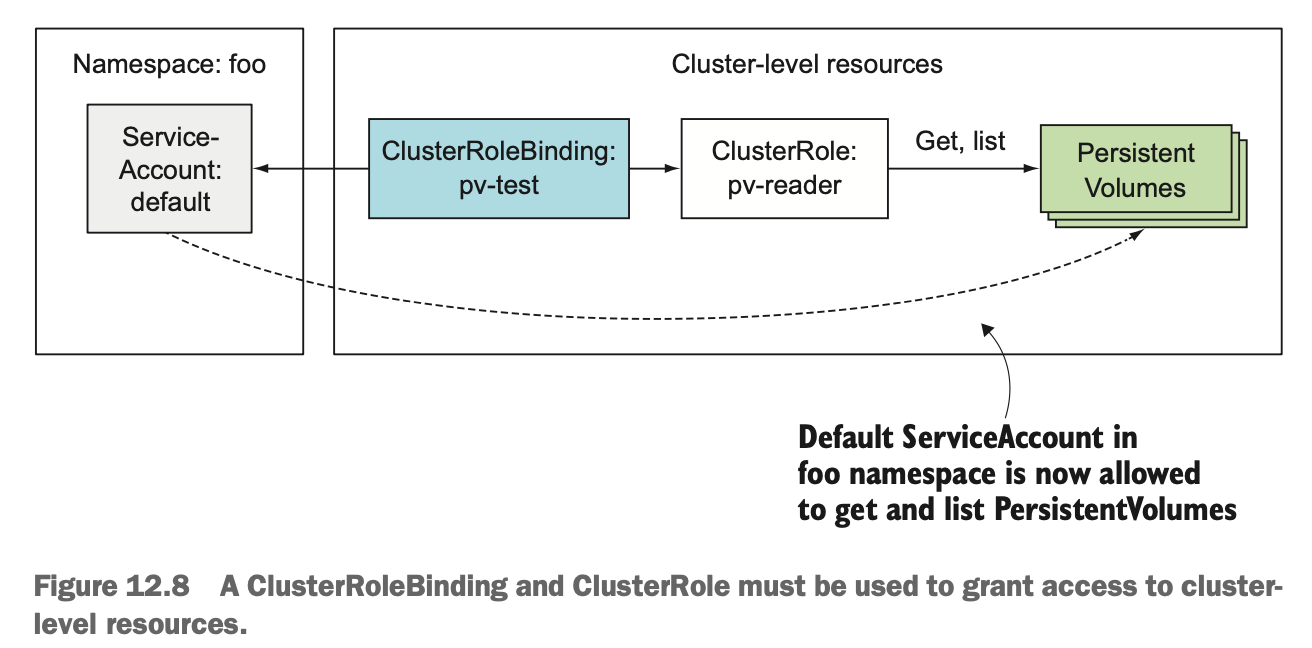 Namespace: foo
Cluster-level resources
Service-
Account:
default
ClusterRoleBinding:
pv-test
ClusterRole:
pv-reader
Get, list
Persistent
Volumes
Default ServiceAccount in
foo namespace is now allowed
to get and list PersistentVolumes
Figure 12.8 A ClusterRoleBinding and ClusterRole must be used to grant access to cluster-
level resources.